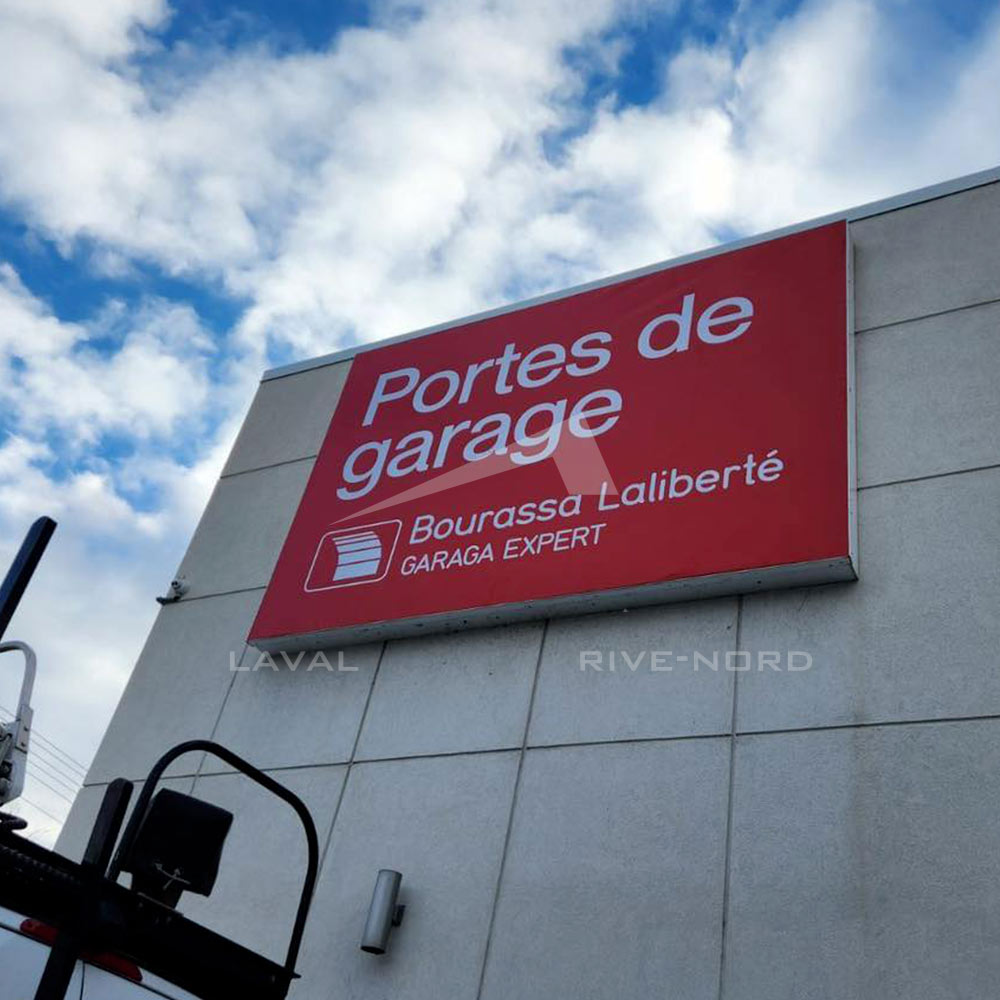 Portes de
garage
Bourassa Laliberté
GARAGA EXPERT
LAVAL RIVE-NORD